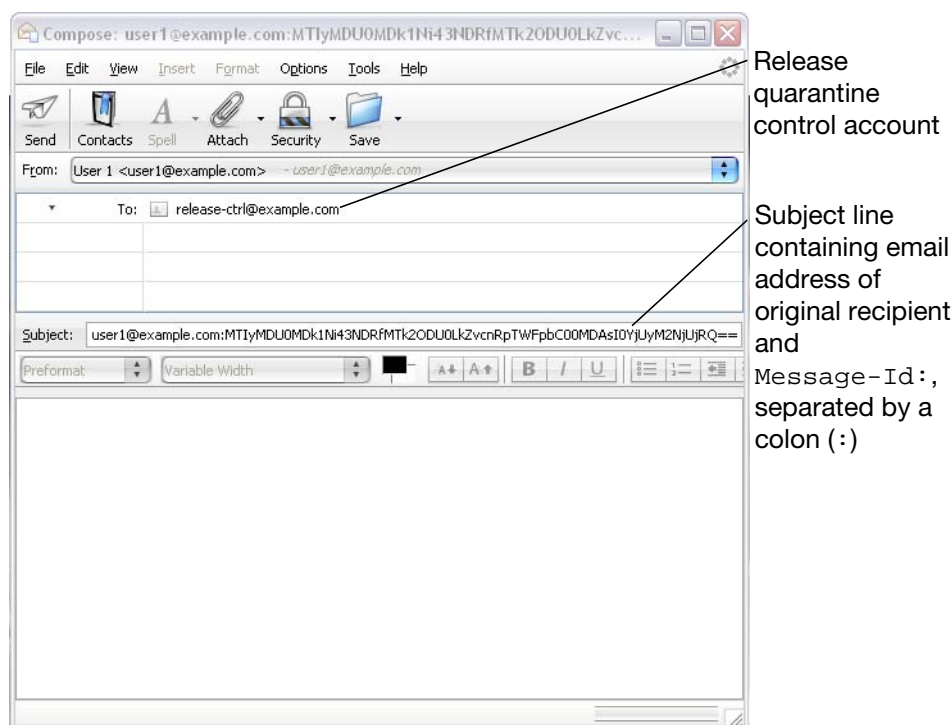 Compose: user1@example.com:MTIyMDU0MDk1Ni43NDRfMTk2ODU0LkZvc...
File Edit View Insert Format Options Tools Help
Send Contacts Spell Attach Security Save
From: User 1 <user1@example.com> - user1@example.com
To: release-ctrl@example.com
Subject: user1@example.com:MTIyMDU0MDk1Ni43NDRfMTk2ODU0LkZvcnRpTWFpbC00MDAsI0YjUyM2NjUjRQ==
Preformat Variable Width B I U
Release
quarantine
control account
Subject line
containing email
address of
original recipient
and
Message-Id:,
separated by a
colon (:)